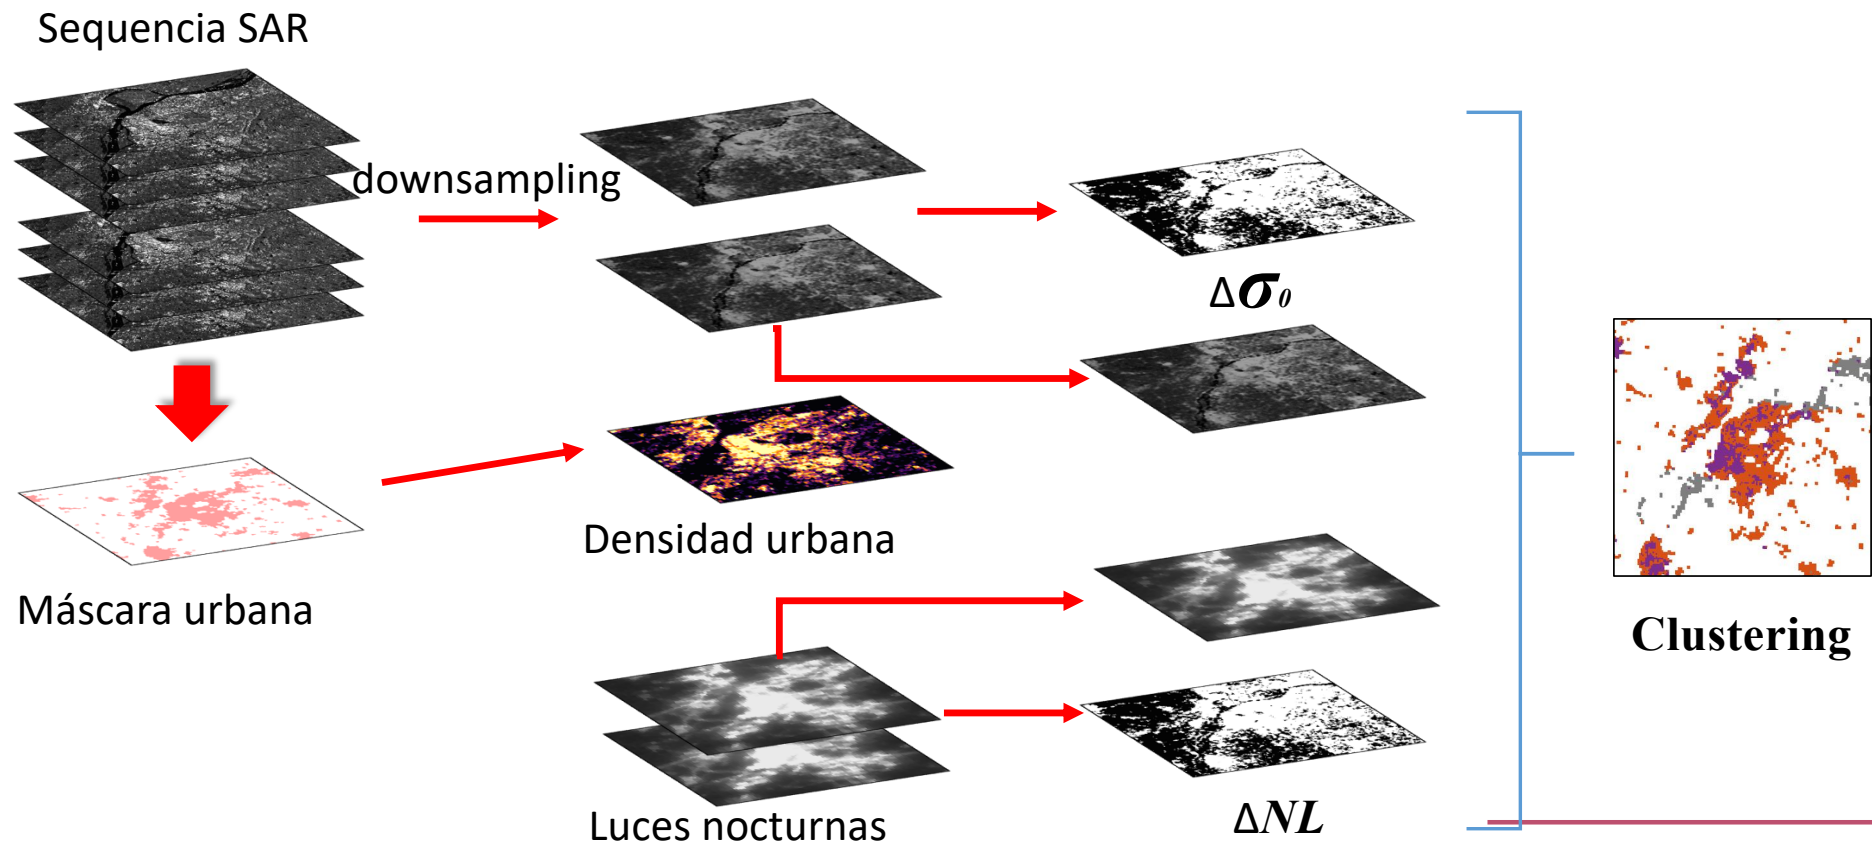 Sequencia SAR
downsampling
Δσ₀
Densidad urbana
Máscara urbana
Clustering
Luces nocturnas
ΔNL